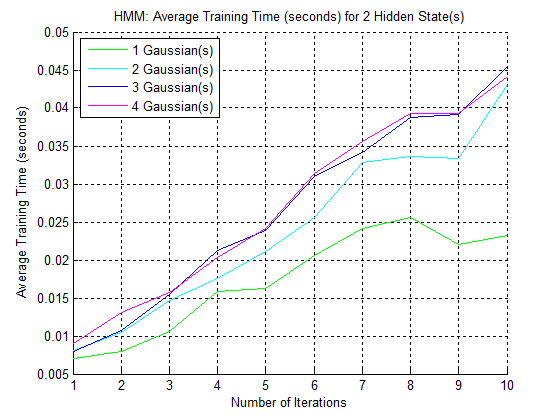 HMM: Average Training Time (seconds) for 2 Hidden State(s)
0.05
0.045
0.04
0.035
0.03
0.025
0.02
0.015
0.01
0.005
Average Training Time (seconds)
1 Gaussian(s)
2 Gaussian(s)
3 Gaussian(s)
4 Gaussian(s)
1 2 3 4 5 6 7 8 9 10
Number of Iterations